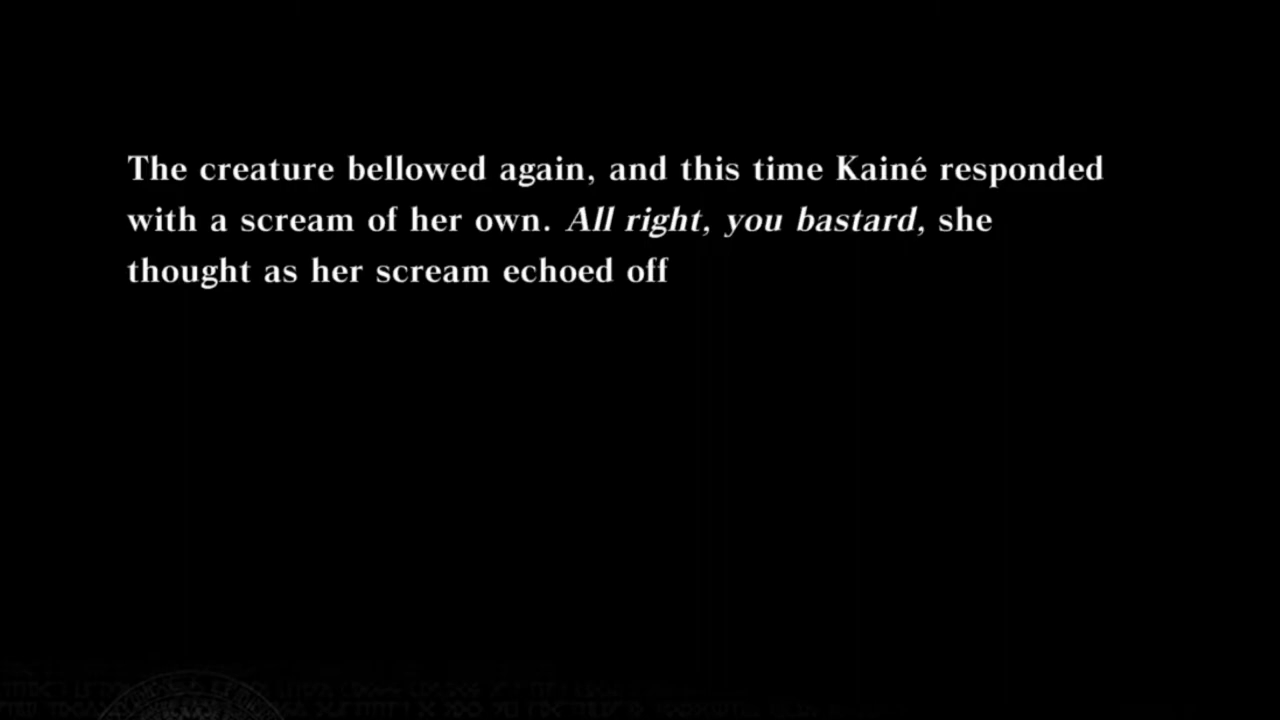 The creature bellowed again, and this time Kainé responded
with a scream of her own. All right, you bastard, she
thought as her scream echoed off